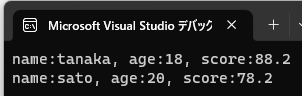 Microsoft Visual Studio デバッグ
name:tanaka, age:18, score:88.2
name:sato, age:20, score:78.2